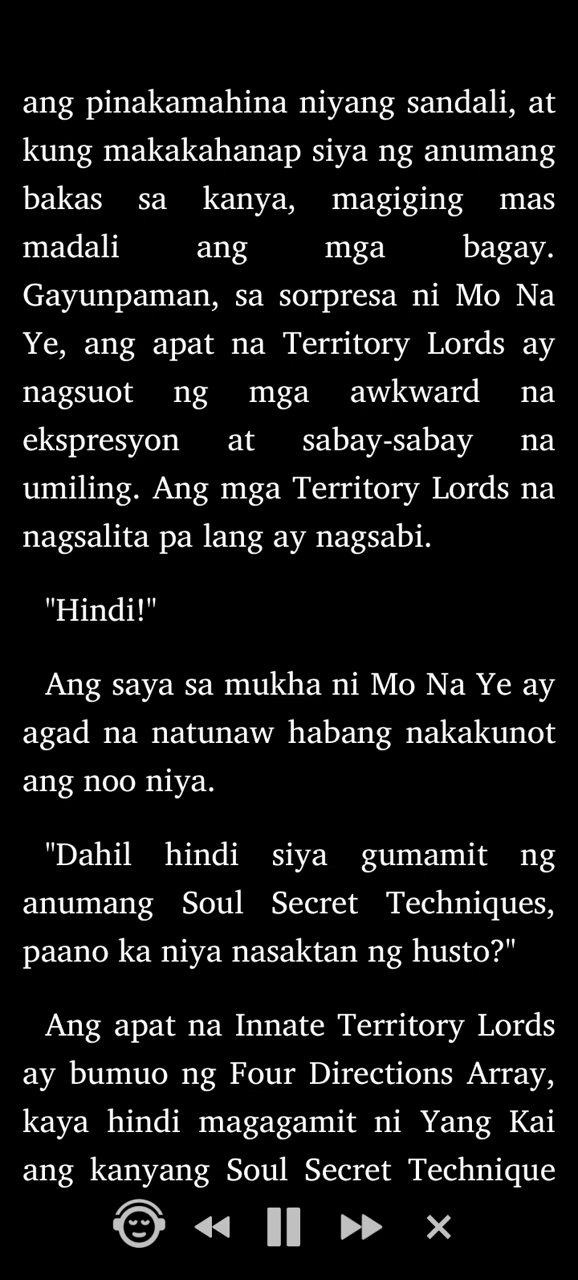 ang pinakamahina niyang sandali, at
kung makakahanap siya ng anumang
bakas sa kanya, magiging mas
madali ang mga bagay.
Gayunpaman, sa sorpresa ni Mo Na
Ye, ang apat na Territory Lords ay
nagsuot ng mga awkward na
ekspresyon at sabay-sabay na
umiling. Ang mga Territory Lords na
nagsalita pa lang ay nagsabi.
"Hindi!"
Ang saya sa mukha ni Mo Na Ye ay
agad na natunaw habang nakakunot
ang noo niya.
"Dahil hindi siya gumamit ng
anumang Soul Secret Techniques,
paano ka niya nasaktan ng husto?"
Ang apat na Innate Territory Lords
ay bumuo ng Four Directions Array,
kaya hindi magagamit ni Yang Kai
ang kanyang Soul Secret Technique